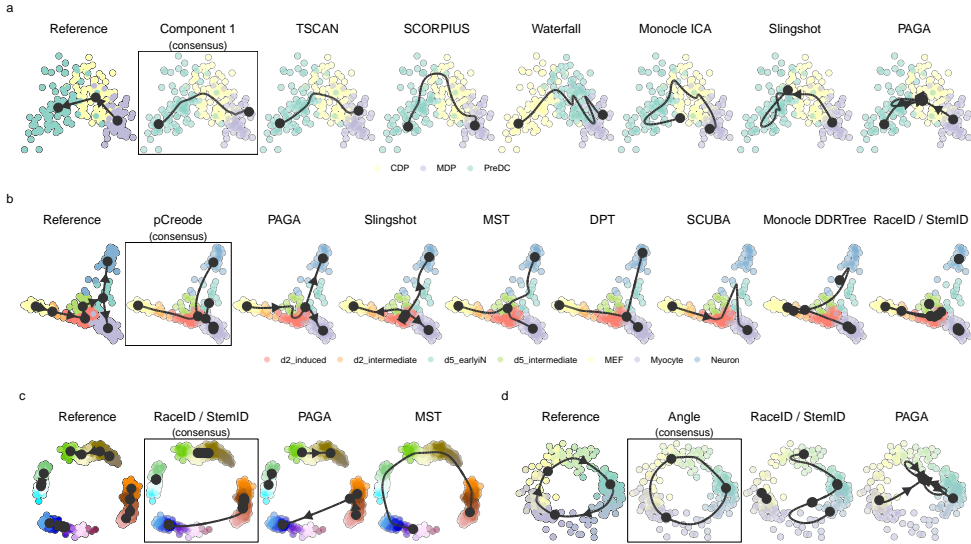 a
Reference Component 1 TSCAN SCORPIUS Waterfall Monocle ICA Slingshot PAGA
(consensus)
CDP MDP PreDC
b
Reference pCreode PAGA Slingshot MST DPT SCUBA Monocle DDRTree RaceID / StemID
(consensus)
d2_induced d2_intermediate d5_earlyiN d5_intermediate MEF Myocyte Neuron
c
Reference RaceID / StemID PAGA MST
(consensus)
d
Reference Angle RaceID / StemID PAGA
(consensus)